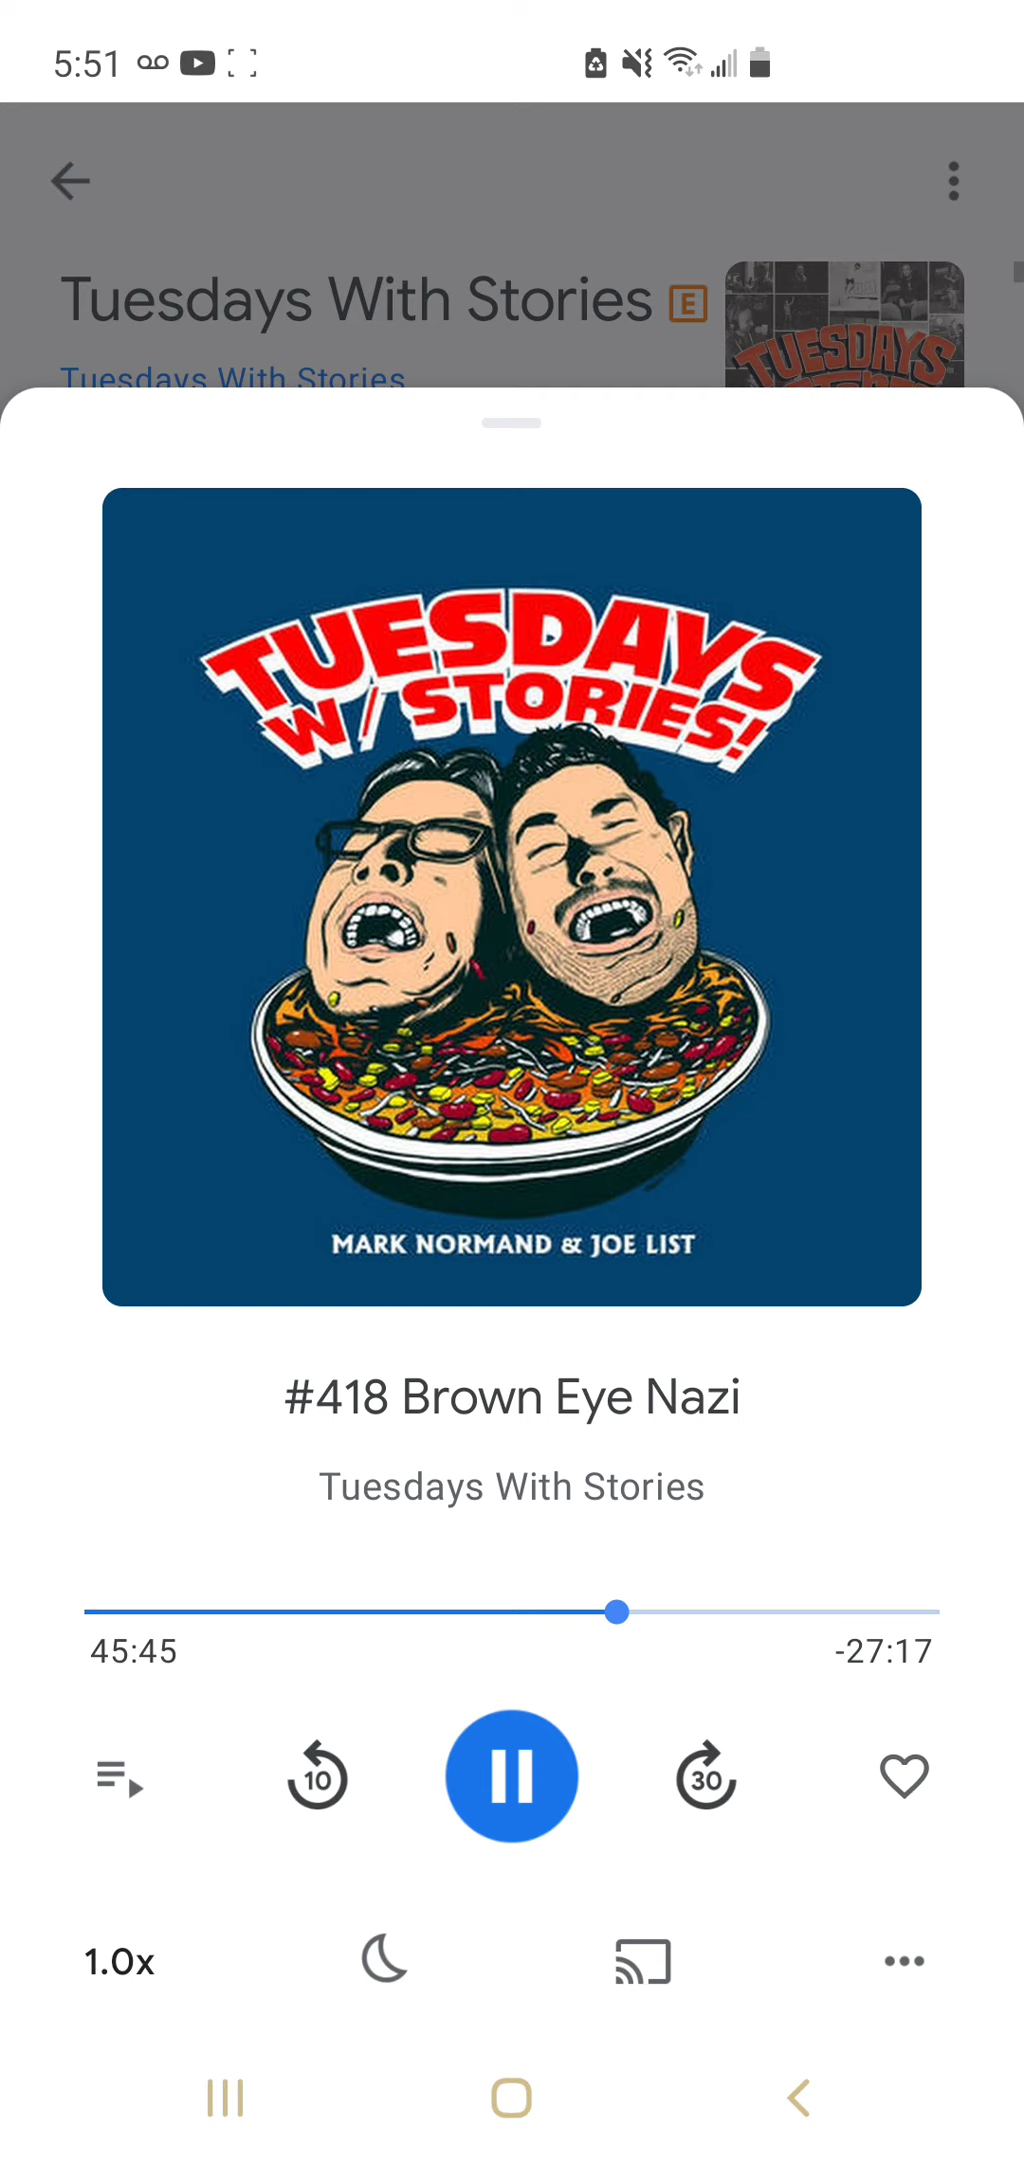 5:51
Tuesdays With Stories E
Tuesdays With Stories
TUESDAYS
TUESDAYS
W/ STORIES!
MARK NORMAND & JOE LIST
#418 Brown Eye Nazi
Tuesdays With Stories
45:45
-27:17
10
30
1.0x